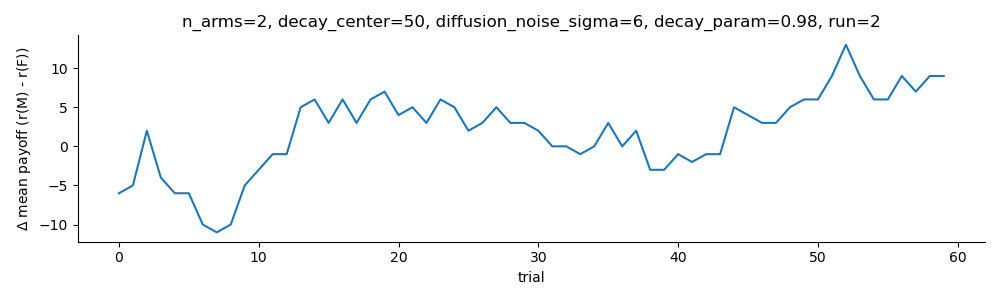 n_arms=2, decay_center=50, diffusion_noise_sigma=6, decay_param=0.98, run=2
Δ mean payoff (r(M) - r(F))
10
5
0
−5
−10
0 10 20 30 40 50 60
trial